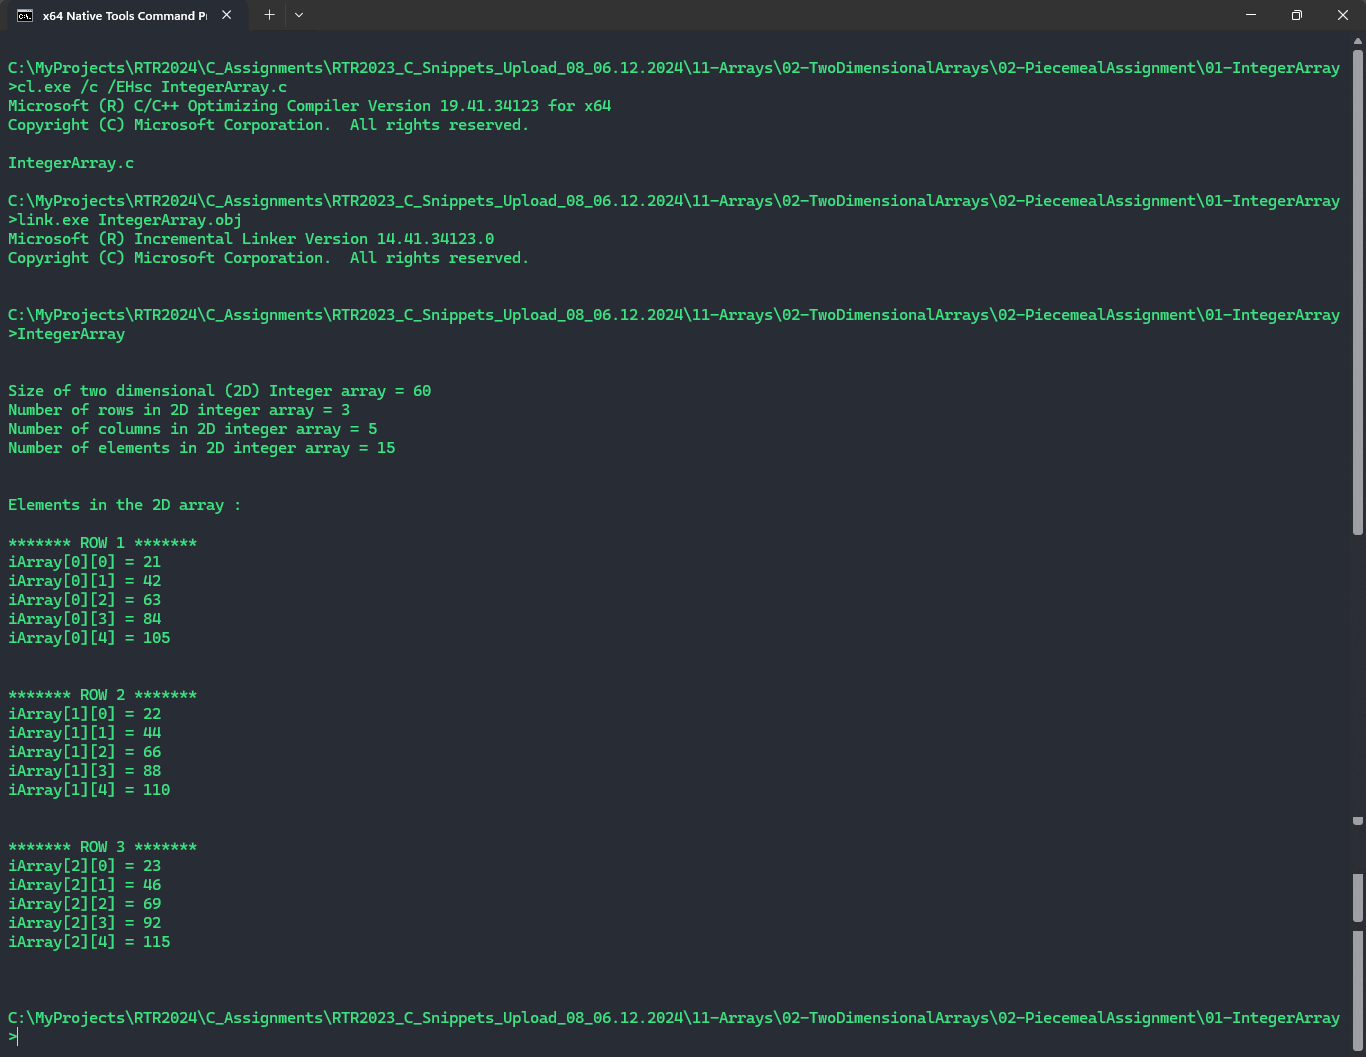 x64 Native Tools Command Pr
C:\MyProjects\RTR2024\C_Assignments\RTR2023_C_Snippets_Upload_08_06.12.2024\11-Arrays\02-TwoDimensionalArrays\02-PiecemealAssignment\01-IntegerArray
>cl.exe /c /EHsc IntegerArray.c
Microsoft (R) C/C++ Optimizing Compiler Version 19.41.34123 for x64
Copyright (C) Microsoft Corporation.  All rights reserved.
IntegerArray.c
C:\MyProjects\RTR2024\C_Assignments\RTR2023_C_Snippets_Upload_08_06.12.2024\11-Arrays\02-TwoDimensionalArrays\02-PiecemealAssignment\01-IntegerArray
>link.exe IntegerArray.obj
Microsoft (R) Incremental Linker Version 14.41.34123.0
Copyright (C) Microsoft Corporation.  All rights reserved.
C:\MyProjects\RTR2024\C_Assignments\RTR2023_C_Snippets_Upload_08_06.12.2024\11-Arrays\02-TwoDimensionalArrays\02-PiecemealAssignment\01-IntegerArray
>IntegerArray
Size of two dimensional (2D) Integer array = 60
Number of rows in 2D integer array = 3
Number of columns in 2D integer array = 5
Number of elements in 2D integer array = 15
Elements in the 2D array :
******* ROW 1 *******
iArray[0][0] = 21
iArray[0][1] = 42
iArray[0][2] = 63
iArray[0][3] = 84
iArray[0][4] = 105
******* ROW 2 *******
iArray[1][0] = 22
iArray[1][1] = 44
iArray[1][2] = 66
iArray[1][3] = 88
iArray[1][4] = 110
******* ROW 3 *******
iArray[2][0] = 23
iArray[2][1] = 46
iArray[2][2] = 69
iArray[2][3] = 92
iArray[2][4] = 115
C:\MyProjects\RTR2024\C_Assignments\RTR2023_C_Snippets_Upload_08_06.12.2024\11-Arrays\02-TwoDimensionalArrays\02-PiecemealAssignment\01-IntegerArray
>